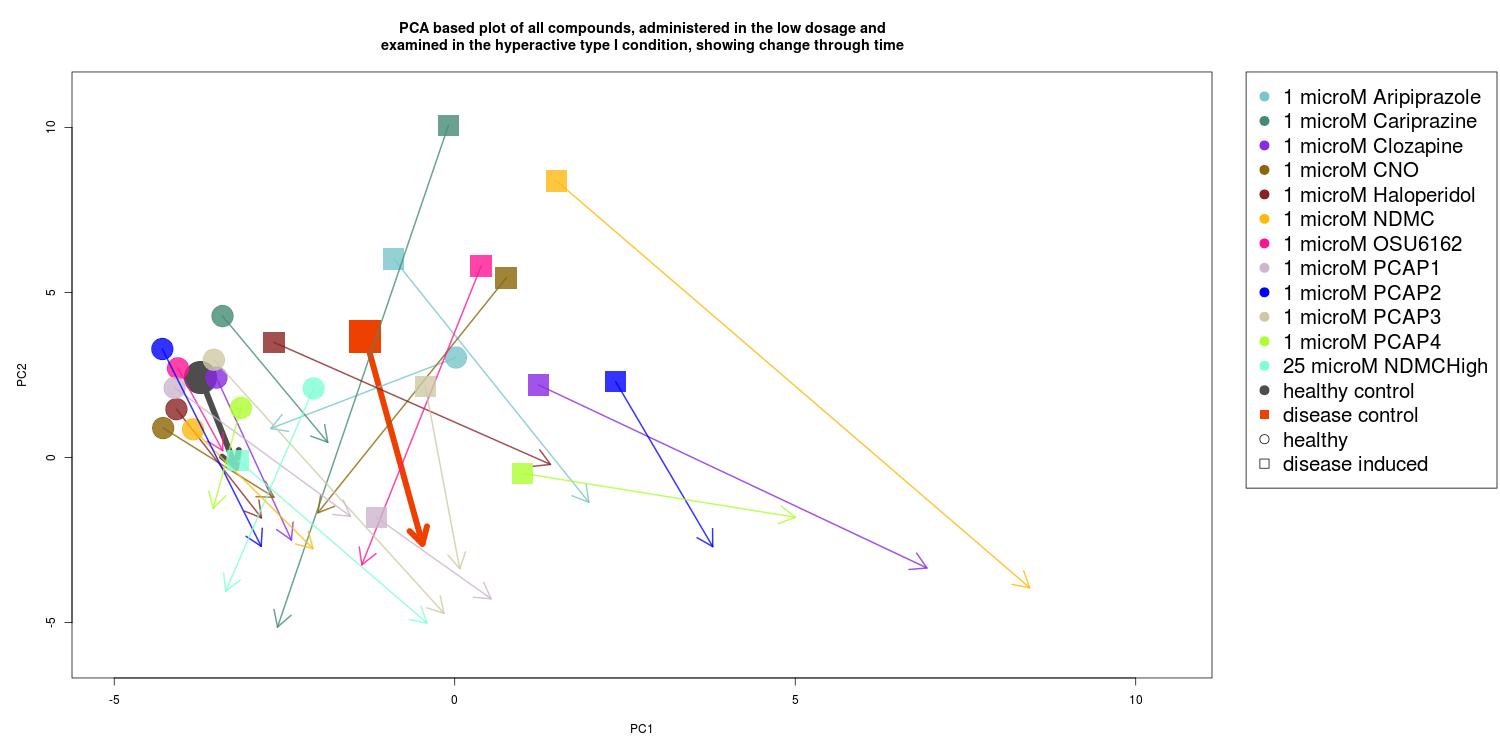 PCA based plot of all compounds, administered in the low dosage and
examined in the hyperactive type I condition, showing change through time
10
5
0
-5
PC2
-5
0
5
10
PC1
1 microM Aripiprazole
1 microM Cariprazine
1 microM Clozapine
1 microM CNO
1 microM Haloperidol
1 microM NDMC
1 microM OSU6162
1 microM PCAP1
1 microM PCAP2
1 microM PCAP3
1 microM PCAP4
25 microM NDMCHigh
healthy control
disease control
healthy
disease induced